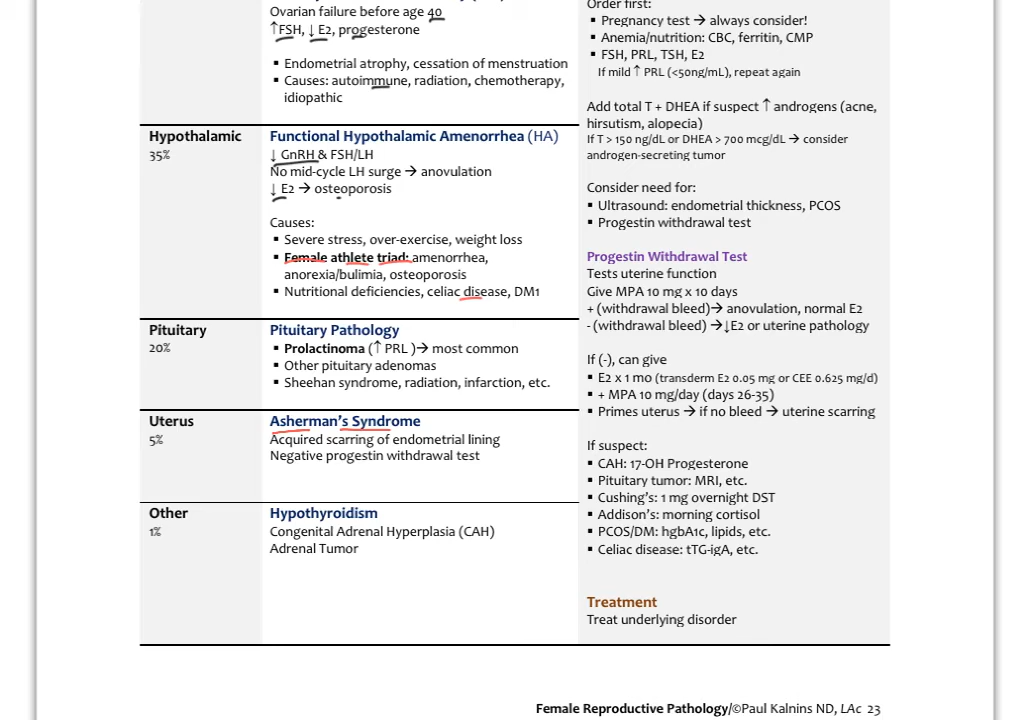 Ovarian failure before age 40
↑FSH, ↓ E2, progesterone
▪ Endometrial atrophy, cessation of menstruation
▪ Causes: autoimmune, radiation, chemotherapy,
idiopathic
Hypothalamic
35%
Functional Hypothalamic Amenorrhea (HA)
↓ GnRH & FSH/LH
No mid-cycle LH surge → anovulation
↓ E2 → osteoporosis
Causes:
▪ Severe stress, over-exercise, weight loss
▪ Female athlete triad: amenorrhea,
anorexia/bulimia, osteoporosis
▪ Nutritional deficiencies, celiac disease, DM1
Pituitary
20%
Pituitary Pathology
▪ Prolactinoma (↑ PRL )→ most common
▪ Other pituitary adenomas
▪ Sheehan syndrome, radiation, infarction, etc.
Uterus
5%
Asherman's Syndrome
Acquired scarring of endometrial lining
Negative progestin withdrawal test
Other
1%
Hypothyroidism
Congenital Adrenal Hyperplasia (CAH)
Adrenal Tumor
Order first:
▪ Pregnancy test → always consider!
▪ Anemia/nutrition: CBC, ferritin, CMP
▪ FSH, PRL, TSH, E2
If mild ↑ PRL (<50ng/mL), repeat again
Add total T + DHEA if suspect ↑ androgens (acne,
hirsutism, alopecia)
If T > 150 ng/dL or DHEA > 700 mcg/dL → consider
androgen-secreting tumor
Consider need for:
▪ Ultrasound: endometrial thickness, PCOS
▪ Progestin withdrawal test
Progestin Withdrawal Test
Tests uterine function
Give MPA 10 mg x 10 days
+ (withdrawal bleed)→ anovulation, normal E2
- (withdrawal bleed) →↓E2 or uterine pathology
If (-), can give
▪ E2 x 1 mo (transderm E2 0.05 mg or CEE 0.625 mg/d)
▪ + MPA 10 mg/day (days 26-35)
▪ Primes uterus → if no bleed → uterine scarring
If suspect:
▪ CAH: 17-OH Progesterone
▪ Pituitary tumor: MRI, etc.
▪ Cushing's: 1 mg overnight DST
▪ Addison's: morning cortisol
▪ PCOS/DM: hgbA1c, lipids, etc.
▪ Celiac disease: tTG-igA, etc.
Treatment
Treat underlying disorder
Female Reproductive Pathology/©Paul Kalnins ND, LAc 23